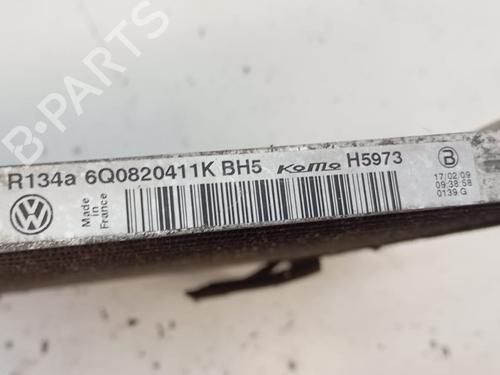 R134a 6Q0820411K BH5 KOMO H5973
Made in
France
B
17/02/09
09:38:58
0139.G
B-PARTS